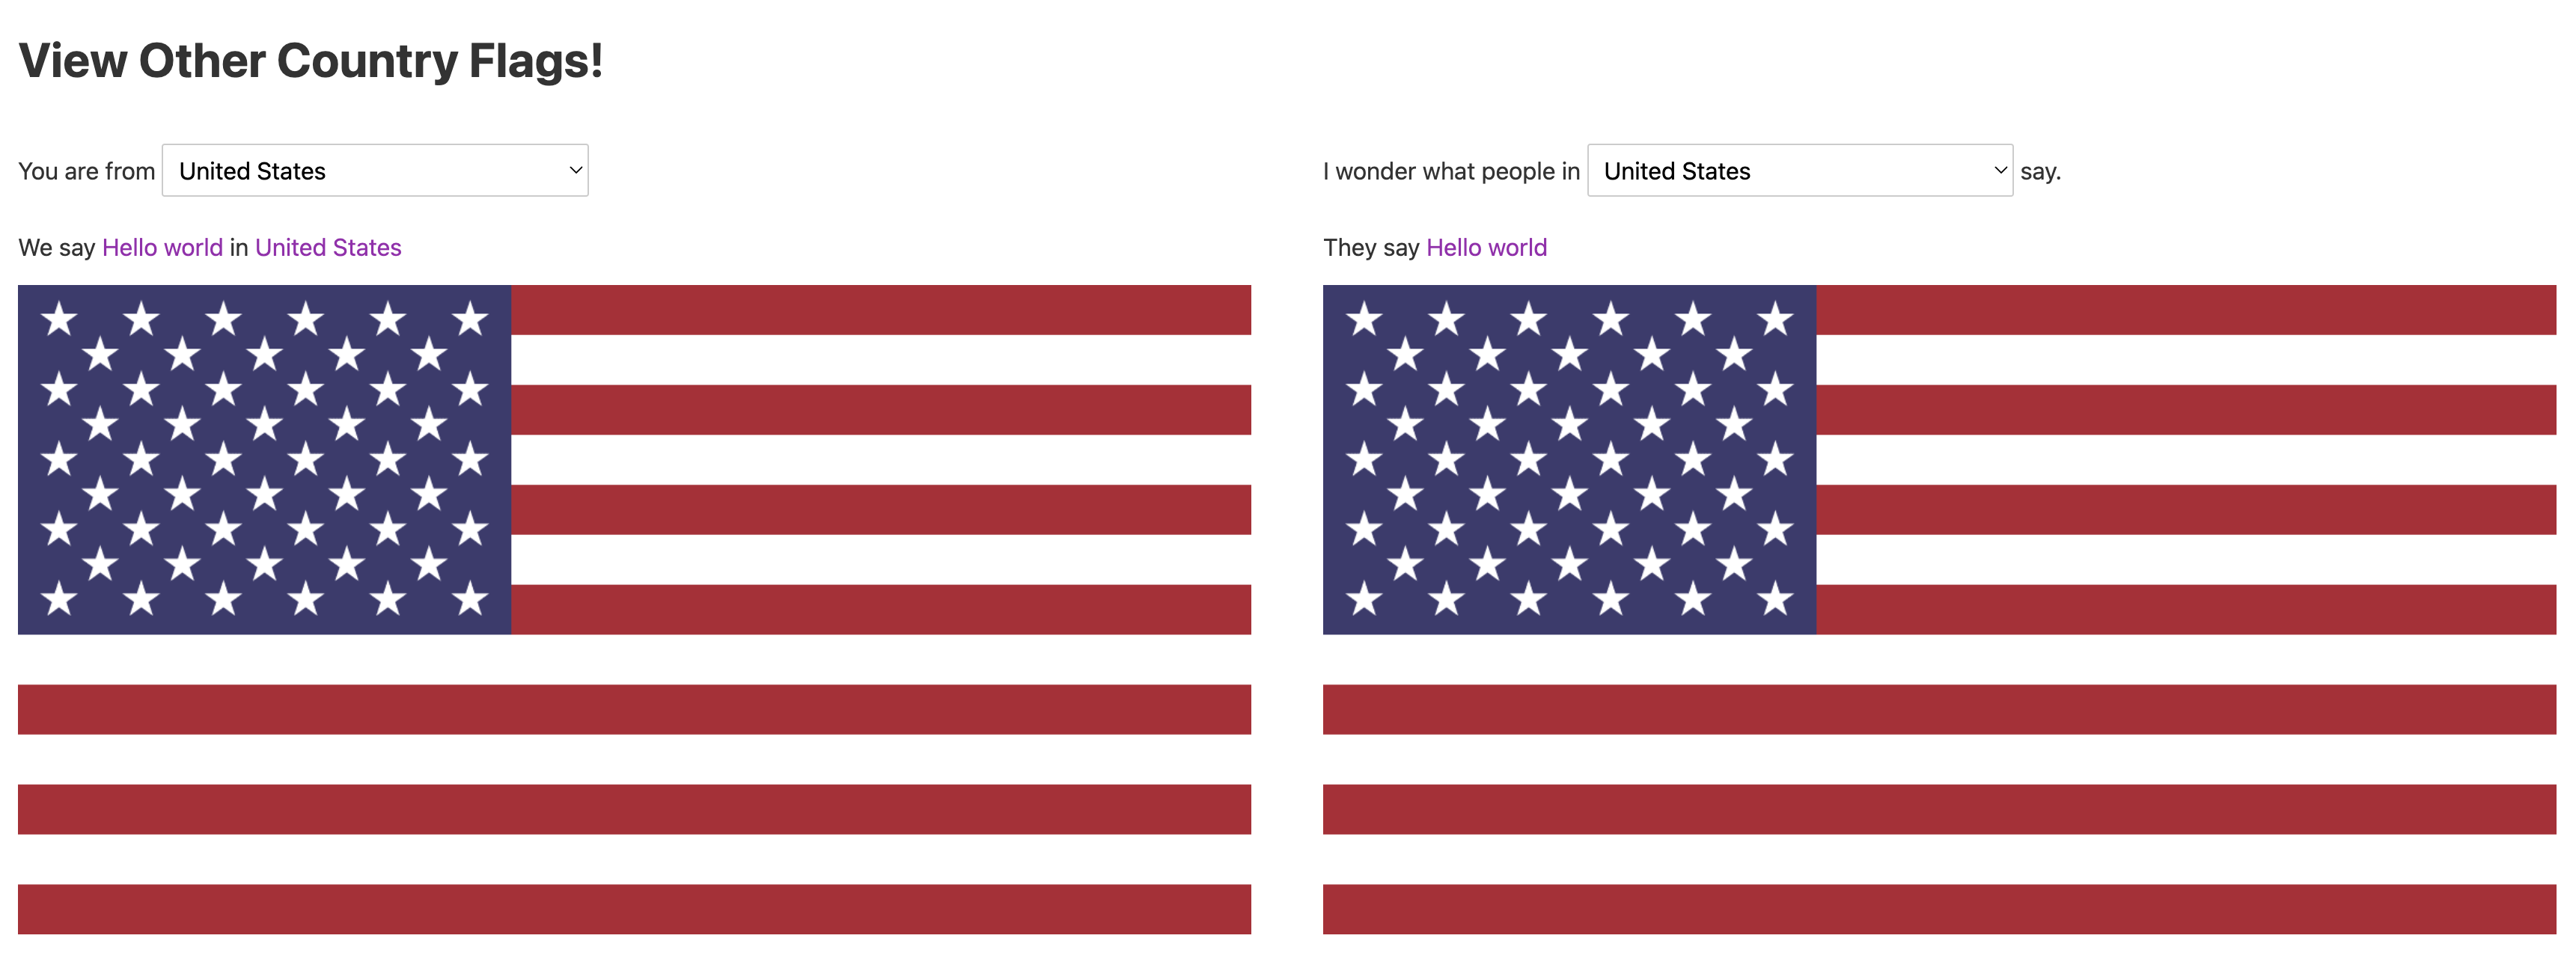 View Other Country Flags!
You are from United States
We say Hello world in United States
I wonder what people in United States say.
They say Hello world